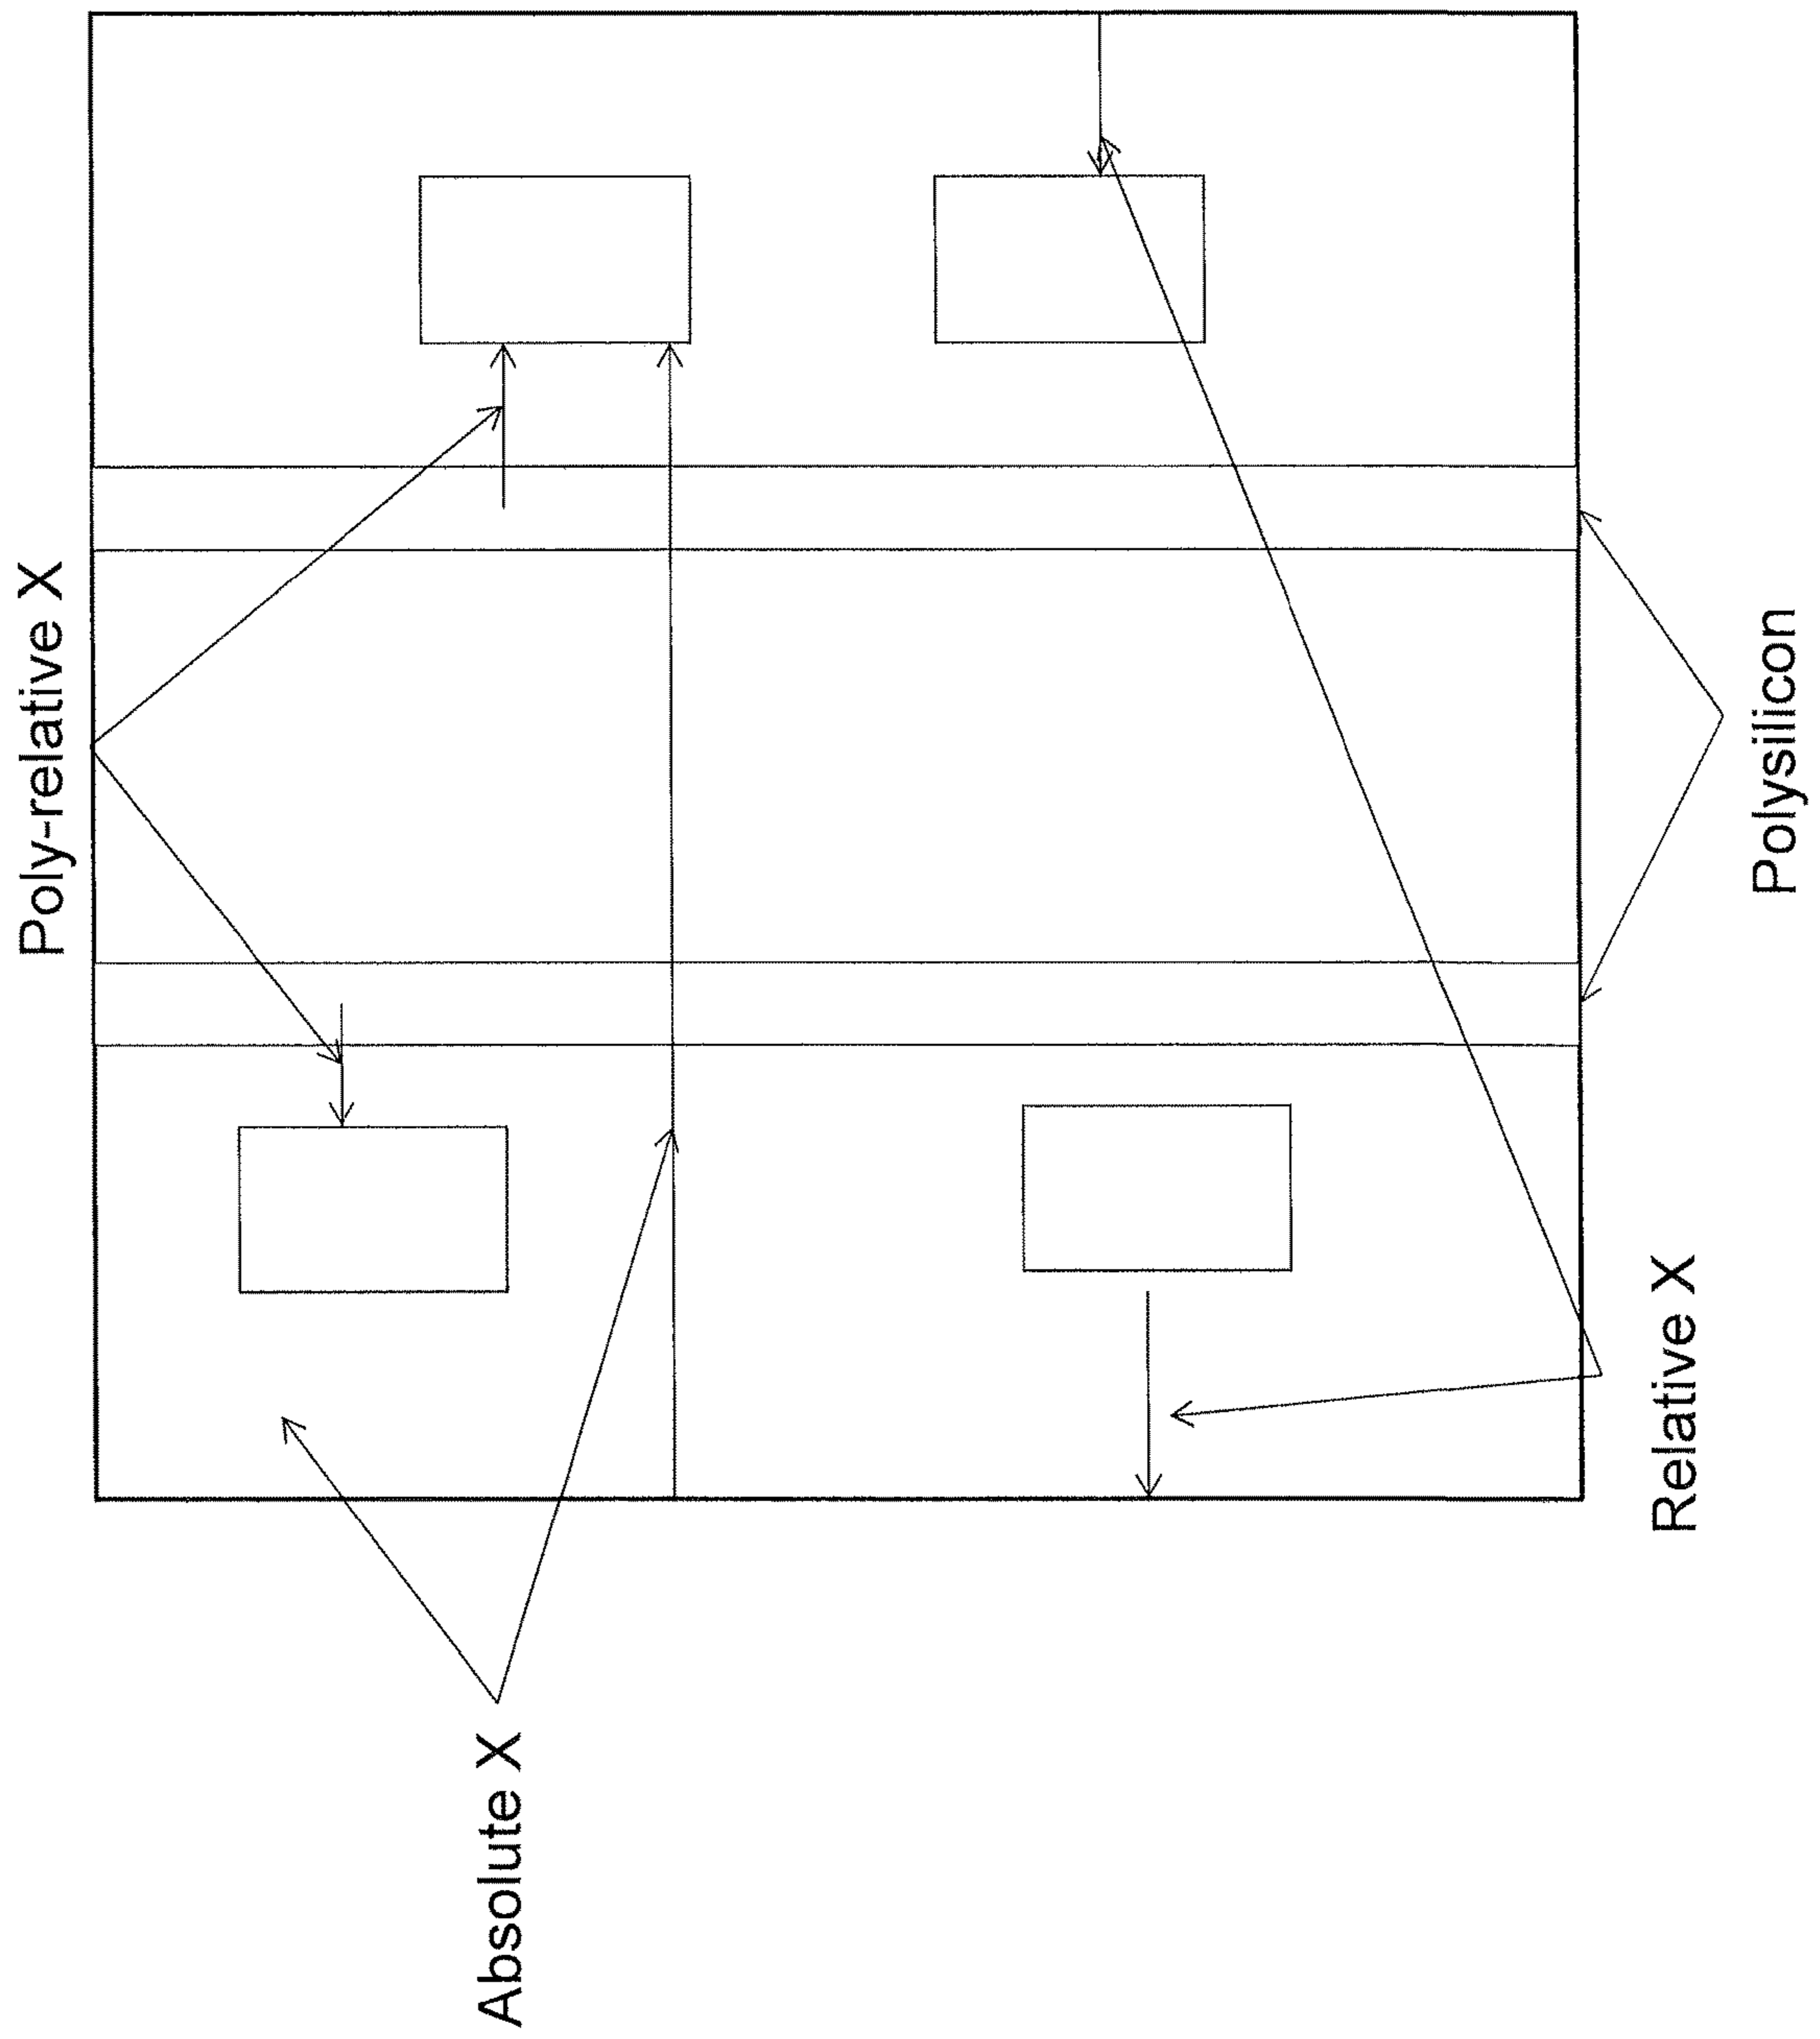 Poly-relative X
Absolute X
Relative X
Polysilicon